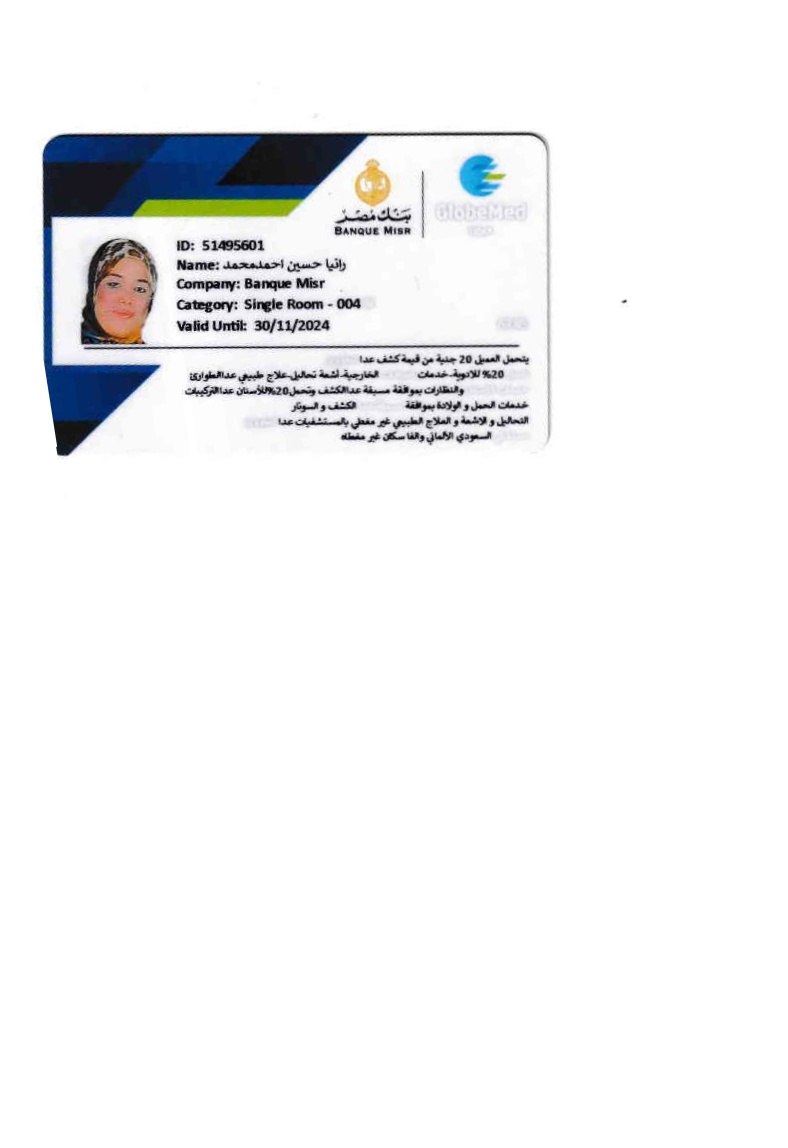 بنك مصر
BANQUE MISR
GlobeMed
ID: 51495601
Name: رانيا حسين احمدمحمد
Company: Banque Misr
Category: Single Room - 004
Valid Until: 30/11/2024
يتحمل العميل 20 جنية من قيمة كشف عدا
20% للادوية-خدمات الخارجية-أشعة تحاليل-علاج طبيعي عداالطوارئ
والنظارات بموافقة مسبقة عداالكشف وتحمل20%للأسنان عداالتركيبات
خدمات الحمل و الولادة بموافقة الكشف و السونار
التحاليل و الاشعة و العلاج الطبيعي غير مغطي بالمستشفيات عدا
السعودي الألماني والفا سكان غير مغطاه